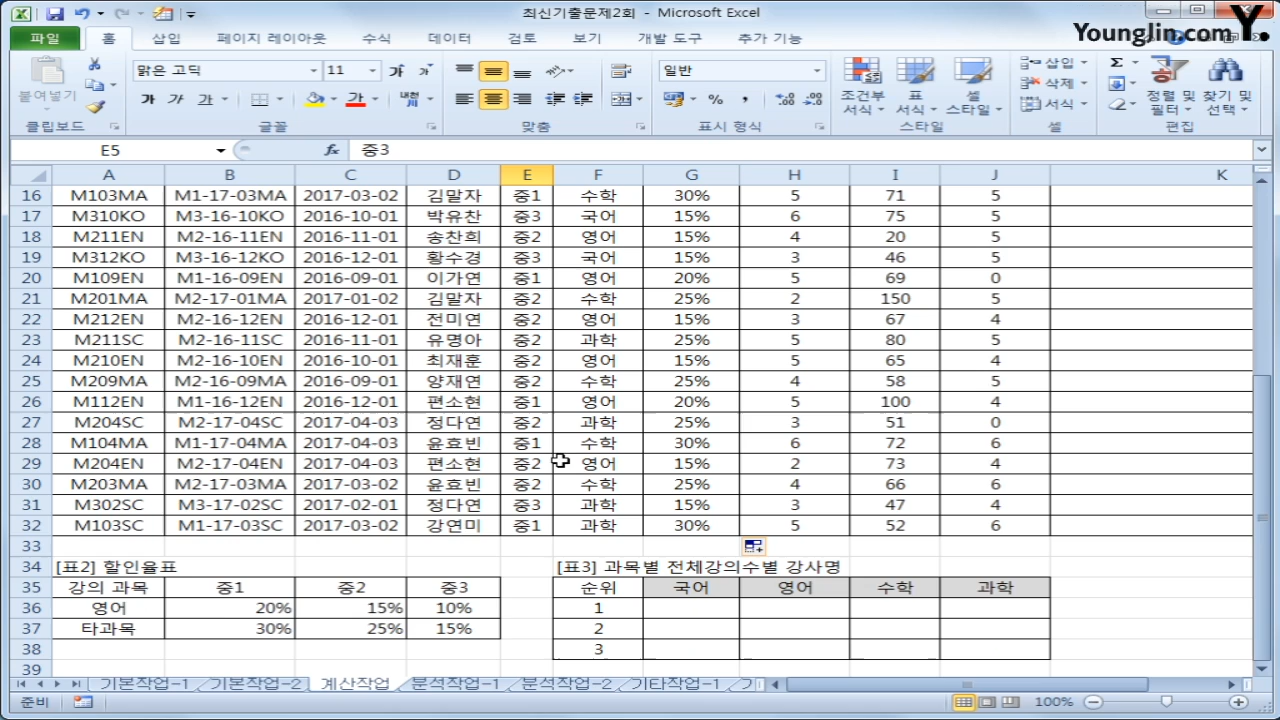 최신기출문제2회 - Microsoft Excel
Younglin.com Y.
파일 홈 삽입 페이지 레이아웃 수식 데이터 검토 보기 개발 도구 추가 기능
붙여넣기
맑은 고딕 11
가 가 가 가 가 가 내천
일반
% ,
조건부 서식 표 서식 셀 스타일
삽입
삭제
서식
정렬 및 필터 찾기 및 선택
클립보드 글꼴 맞춤 표시 형식 스타일 셀 편집
E5 fx 중3
A B C D E F G H I J K
16 M103MA M1-17-03MA 2017-03-02 김말자 중1 수학 30% 5 71 5
17 M310KO M3-16-10KO 2016-10-01 박유찬 중3 국어 15% 6 75 5
18 M211EN M2-16-11EN 2016-11-01 송찬희 중2 영어 15% 4 20 5
19 M312KO M3-16-12KO 2016-12-01 황수경 중3 국어 15% 3 46 5
20 M109EN M1-16-09EN 2016-09-01 이가연 중1 영어 20% 5 69 0
21 M201MA M2-17-01MA 2017-01-02 김말자 중2 수학 25% 2 150 5
22 M212EN M2-16-12EN 2016-12-01 전미연 중2 영어 15% 3 67 4
23 M211SC M2-16-11SC 2016-11-01 유명아 중2 과학 25% 5 80 5
24 M210EN M2-16-10EN 2016-10-01 최재훈 중2 영어 15% 5 65 4
25 M209MA M2-16-09MA 2016-09-01 양재연 중2 수학 25% 4 58 5
26 M112EN M1-16-12EN 2016-12-01 편소현 중1 영어 20% 5 100 4
27 M204SC M2-17-04SC 2017-04-03 정다연 중2 과학 25% 3 51 0
28 M104MA M1-17-04MA 2017-04-03 윤효빈 중1 수학 30% 6 72 6
29 M204EN M2-17-04EN 2017-04-03 편소현 중2 영어 15% 2 73 4
30 M203MA M2-17-03MA 2017-03-02 윤효빈 중2 수학 25% 4 66 6
31 M302SC M3-17-02SC 2017-02-01 정다연 중3 과학 15% 3 47 4
32 M103SC M1-17-03SC 2017-03-02 강연미 중1 과학 30% 5 52 6
33
34 [표2] 할인율표 [표3] 과목별 전체강의수별 강사명
35 강의 과목 중1 중2 중3 순위 국어 영어 수학 과학
36 영어 20% 15% 10% 1
37 타과목 30% 25% 15% 2
38 3
39
기본작업-1 기본작업-2 계산작업 분석작업-1 분석작업-2 기타작업-1 기
준비 100%